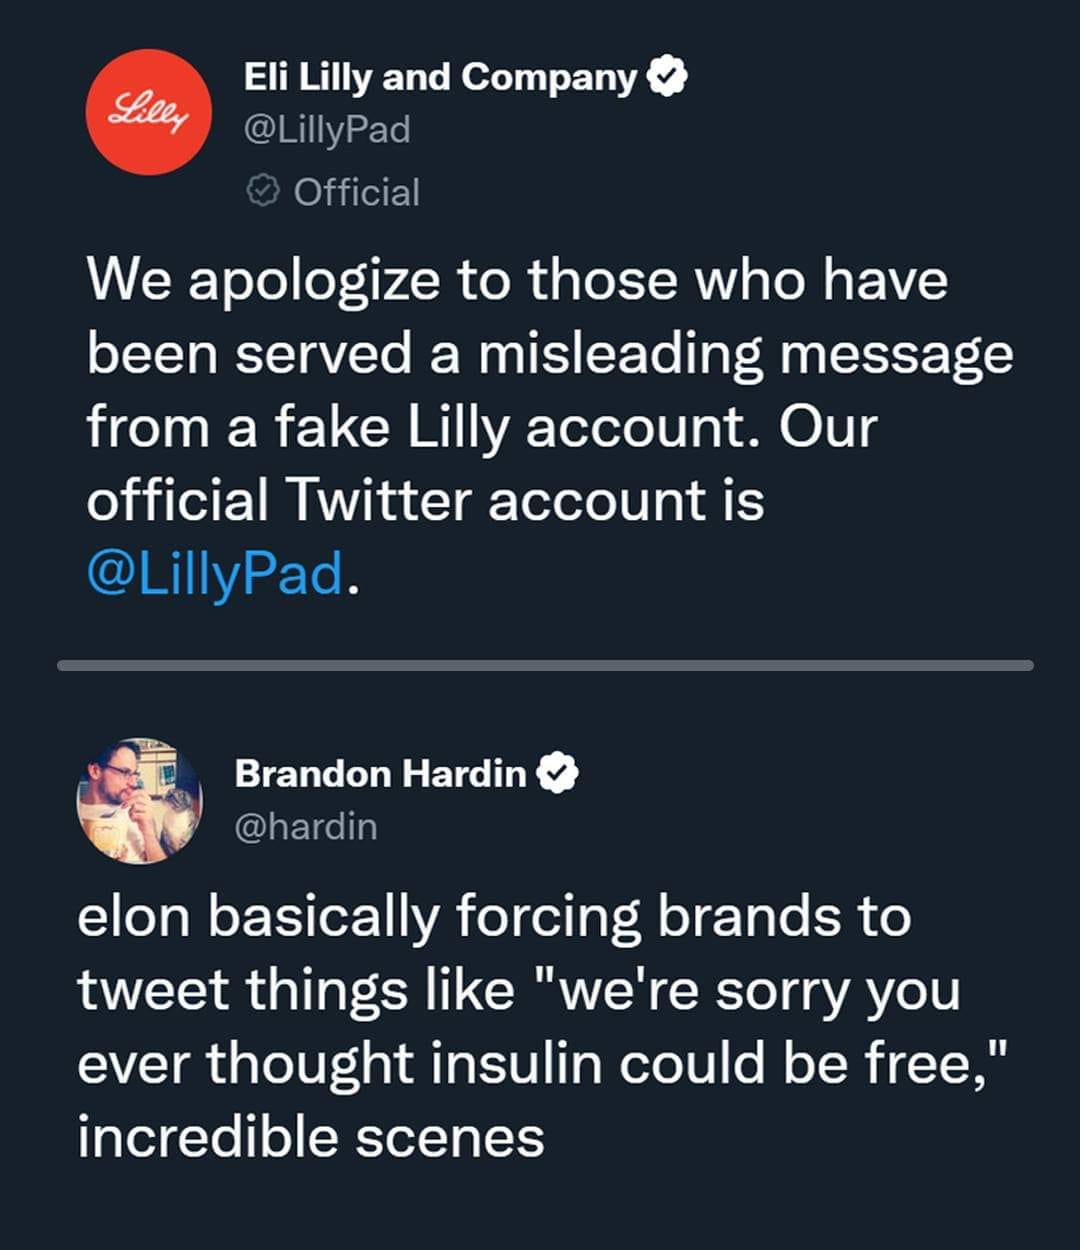 Lilly
Eli Lilly and Company
@LillyPad
Official
We apologize to those who have
been served a misleading message
from a fake Lilly account. Our
official Twitter account is
@LillyPad.
Brandon Hardin
@hardin
elon basically forcing brands to
tweet things like "we're sorry you
ever thought insulin could be free,"
incredible scenes